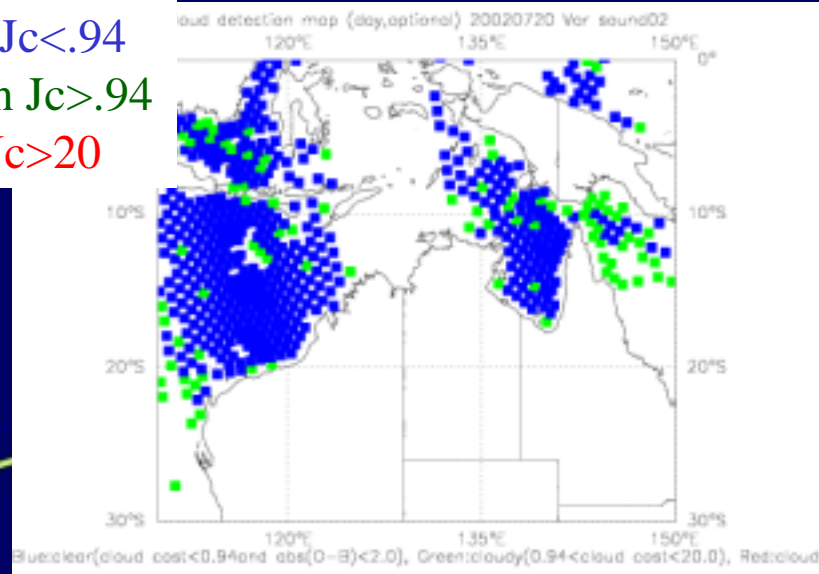 Jc<.94
Jc>.94
c>20
oud detection map (day,optional) 20020720 Ver sound02
120°E 135°E 150°E
0°
10°S 10°S
20°S 20°S
30°S 30°S
120°E 135°E 150°E
Blue:clear(cloud cost<0.94and abs(O-B)<2.0), Green:cloudy(0.94<cloud cost<20.0), Red:cloud